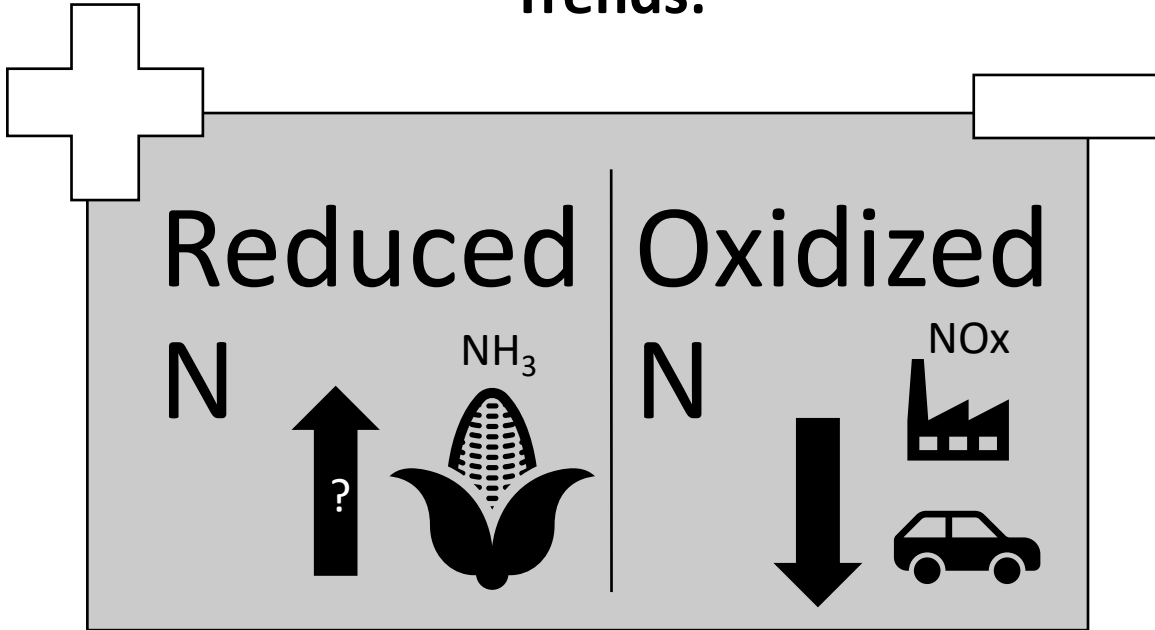 Trends:
Reduced
N
NH₃
?
Oxidized
N
NOx